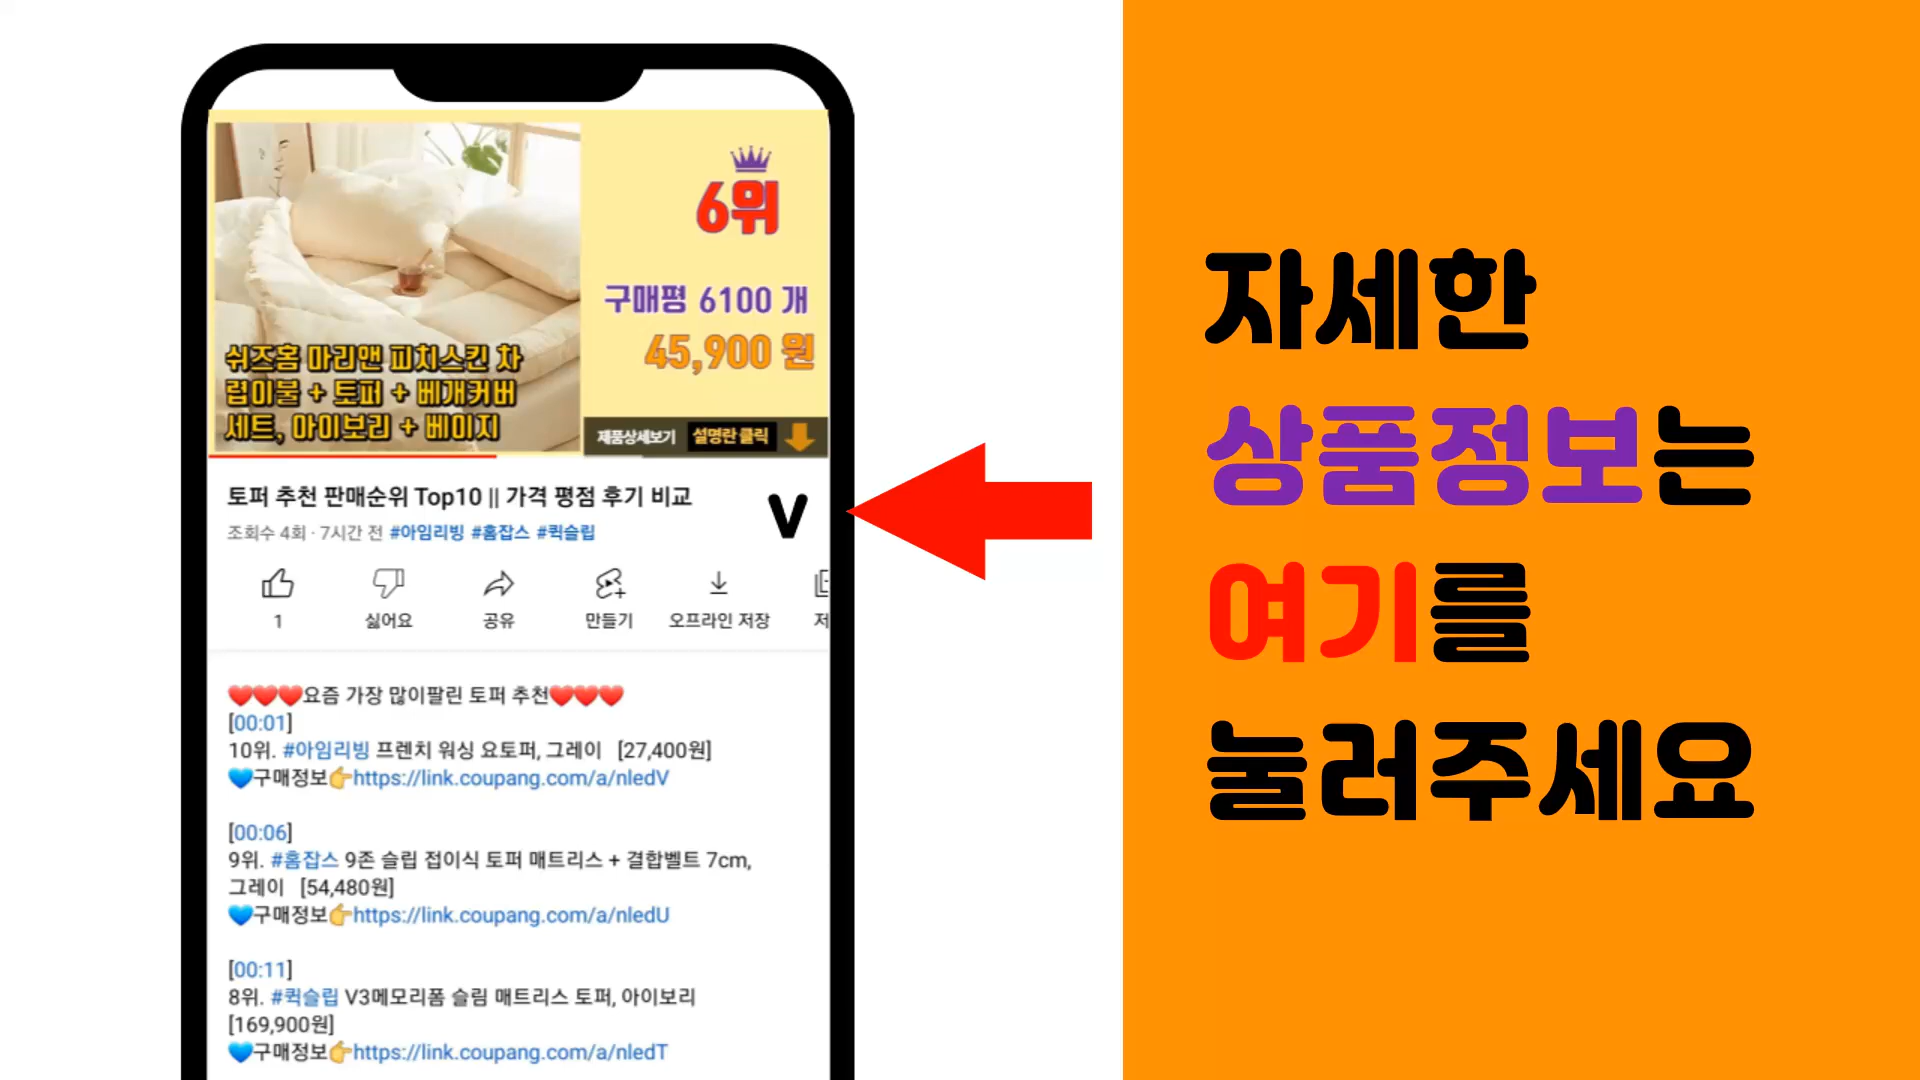 6위
구매평 6100 개
45,900 원
쉬즈홈 마리앤 피치스킨 차
렵이불 + 토퍼 + 베개커버
세트, 아이보리 + 베이지
제품상세보기 설명란 클릭
토퍼 추천 판매순위 Top10 || 가격 평점 후기 비교
V
조회수 4회 · 7시간 전 #아임리빙 #홈잡스 #퀵슬립
1 싫어요 공유 만들기 오프라인 저장 저
❤️❤️❤️요즘 가장 많이팔린 토퍼 추천❤️❤️❤️
[00:01]
10위. #아임리빙 프렌치 워싱 요토퍼, 그레이 [27,400원]
💙구매정보👉https://link.coupang.com/a/nledV
[00:06]
9위. #홈잡스 9존 슬립 접이식 토퍼 매트리스 + 결합벨트 7cm,
그레이 [54,480원]
💙구매정보👉https://link.coupang.com/a/nledU
[00:11]
8위. #퀵슬립 V3메모리폼 슬림 매트리스 토퍼, 아이보리
[169,900원]
💙구매정보👉https://link.coupang.com/a/nledT
자세한
상품정보는
여기를
눌러주세요